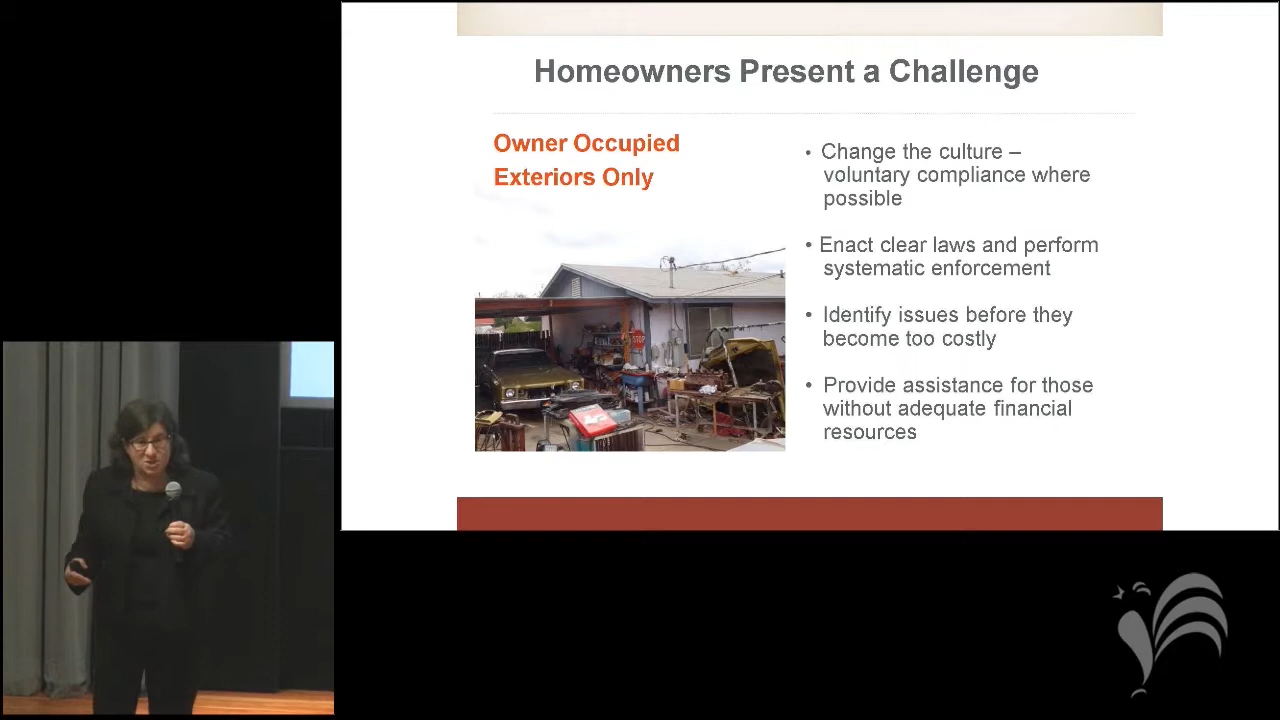 Homeowners Present a Challenge
Owner Occupied
Exteriors Only
• Change the culture –
voluntary compliance where
possible
• Enact clear laws and perform
systematic enforcement
• Identify issues before they
become too costly
• Provide assistance for those
without adequate financial
resources
STOP